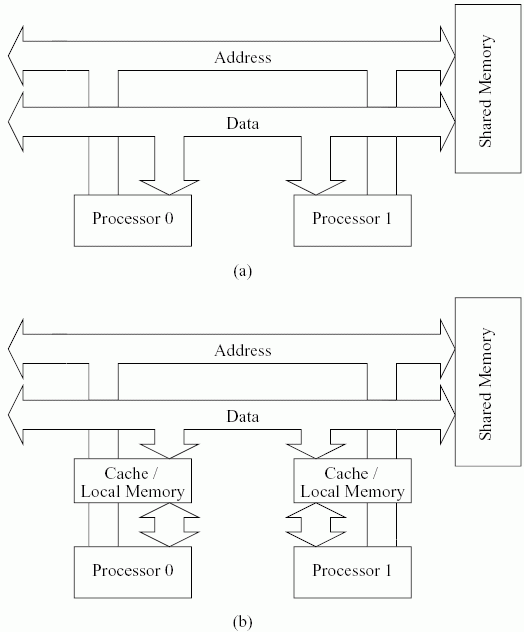 Address
Shared Memory
Data
Processor 0
Processor 1
(a)
Address
Shared Memory
Data
Cache /
Local Memory
Cache /
Local Memory
Processor 0
Processor 1
(b)